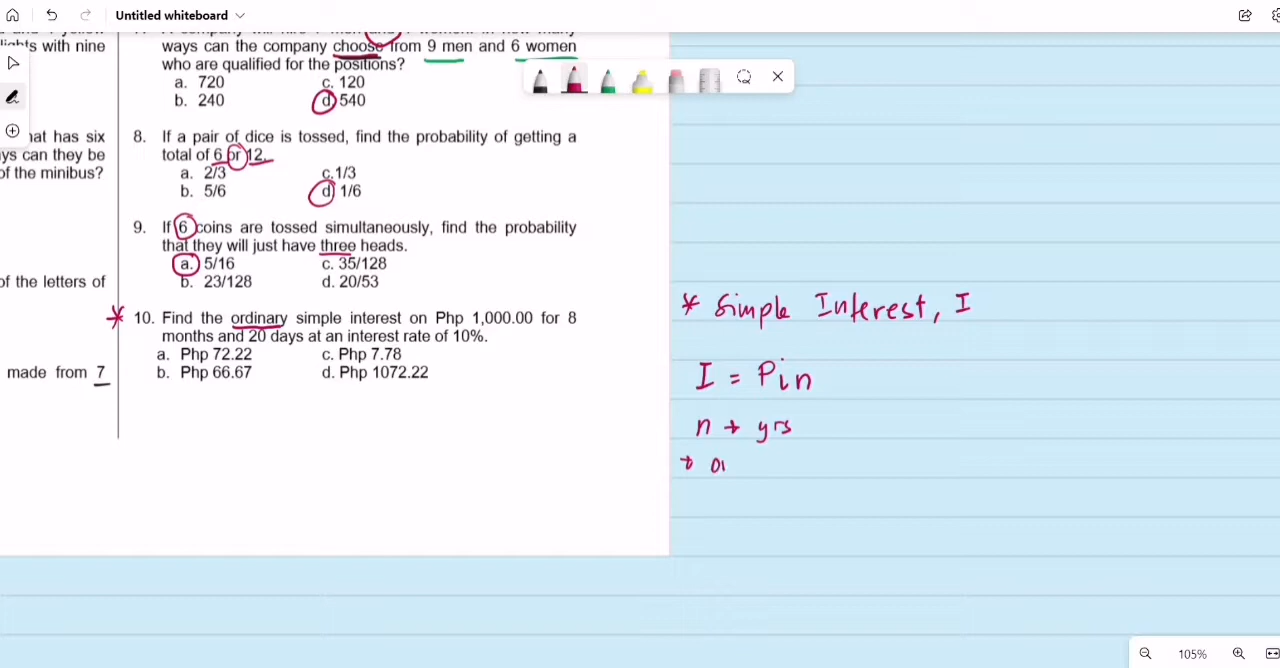 Untitled whiteboard
lights with nine
ways can the company choose from 9 men and 6 women
who are qualified for the positions?
a. 720
c. 120
b. 240
d. 540
hat has six
ys can they be
of the minibus?
8. If a pair of dice is tossed, find the probability of getting a
total of 6 or 12.
a. 2/3
c. 1/3
b. 5/6
d. 1/6
9. If 6 coins are tossed simultaneously, find the probability
that they will just have three heads.
a. 5/16
c. 35/128
b. 23/128
d. 20/53
of the letters of
* 10. Find the ordinary simple interest on Php 1,000.00 for 8
months and 20 days at an interest rate of 10%.
a. Php 72.22
c. Php 7.78
b. Php 66.67
d. Php 1072.22
made from 7
* Simple Interest, I
I = Pin
n → yrs
→ or
105%